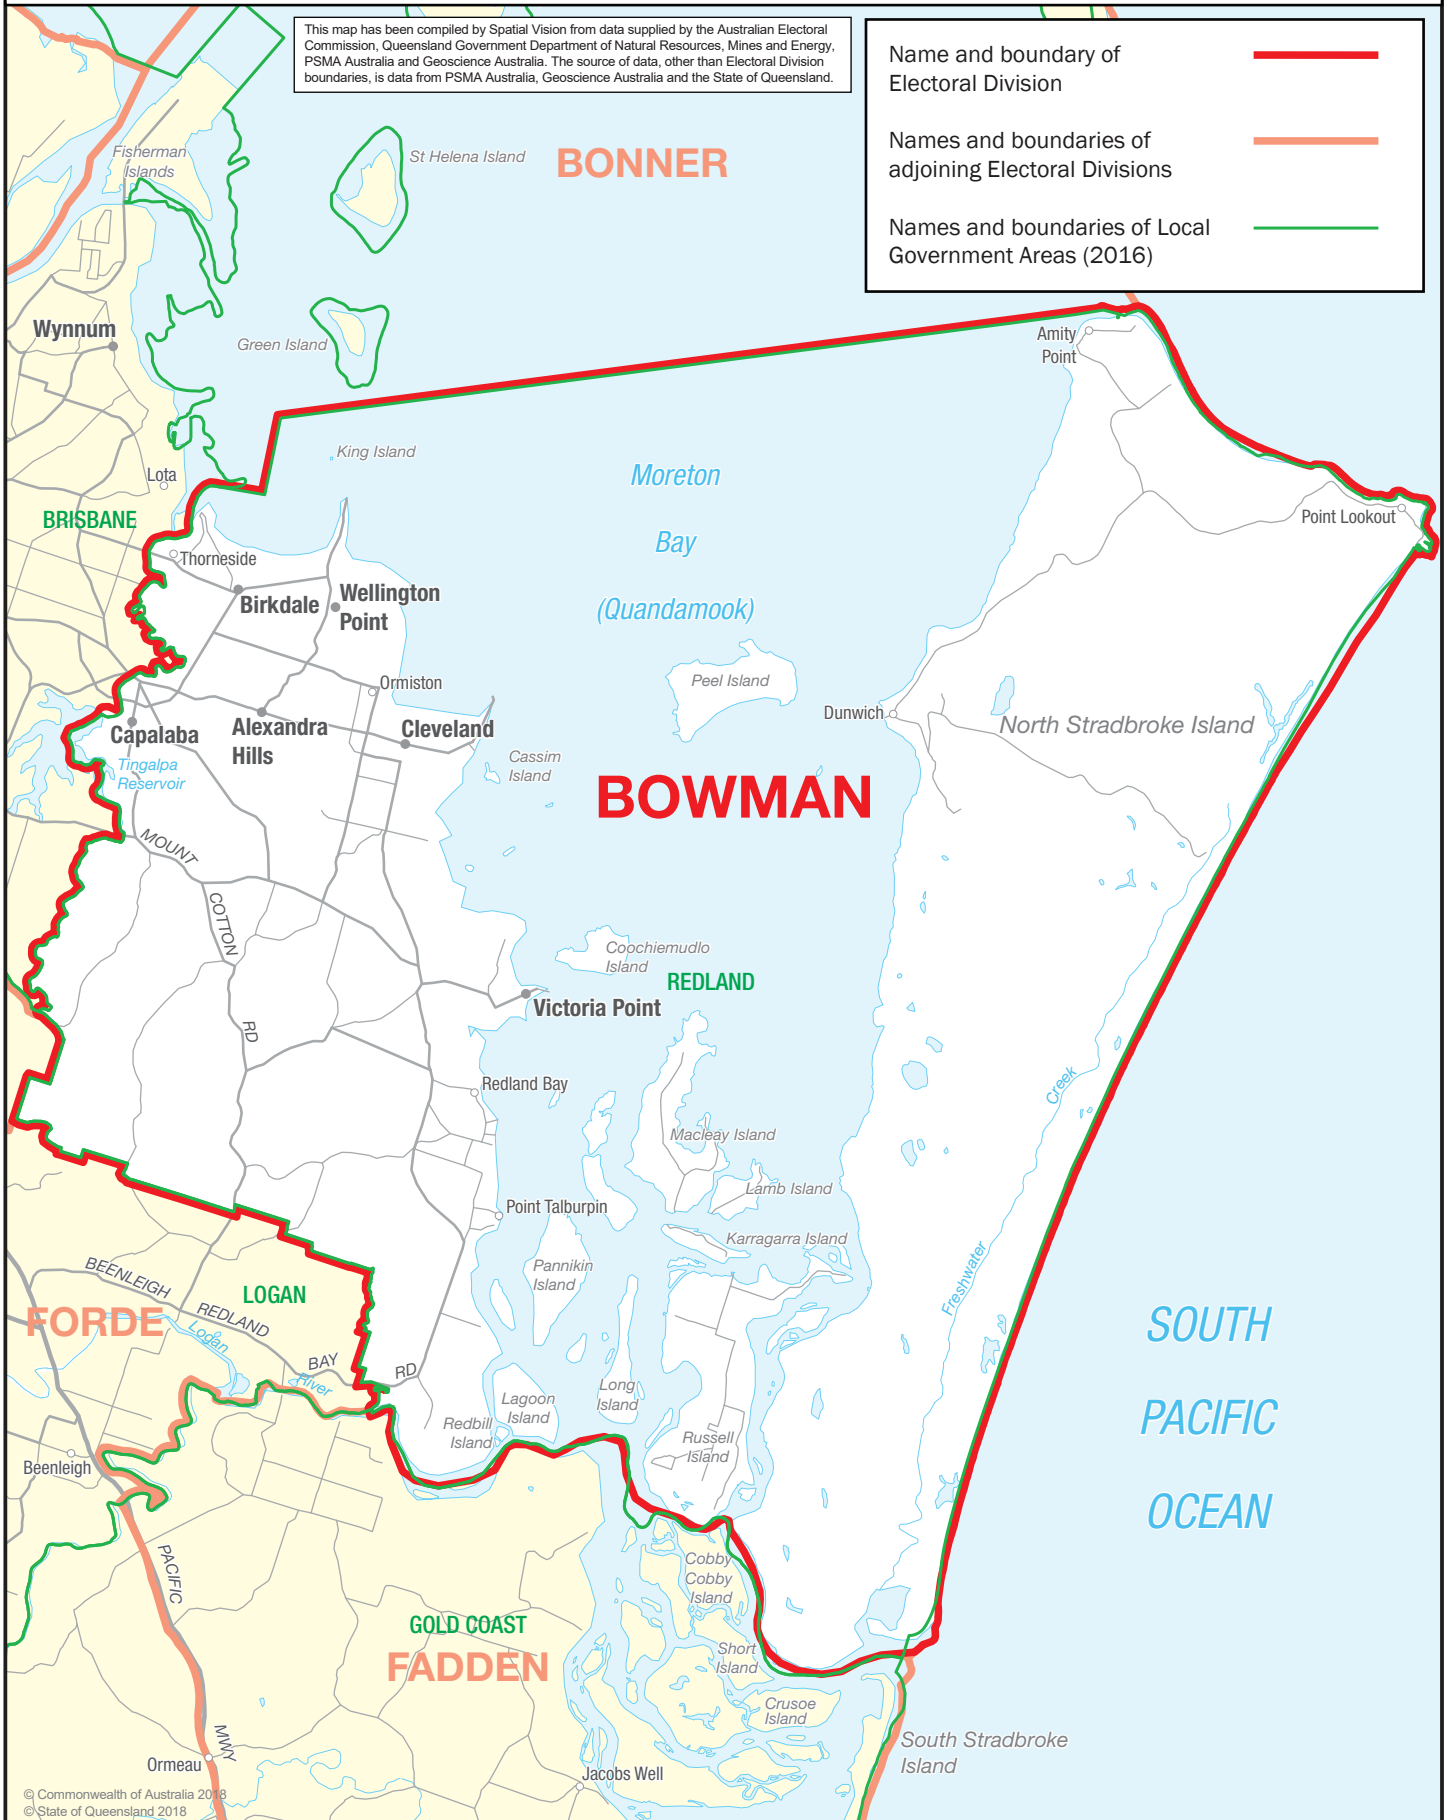 This map has been compiled by Spatial Vision from data supplied by the Australian Electoral
Commission, Queensland Government Department of Natural Resources, Mines and Energy,
PSMA Australia and Geoscience Australia. The source of data, other than Electoral Division
boundaries, is data from PSMA Australia, Geoscience Australia and the State of Queensland.
Name and boundary of
Electoral Division
Names and boundaries of
adjoining Electoral Divisions
Names and boundaries of Local
Government Areas (2016)
Fisherman
Islands
St Helena Island
BONNER
Wynnum
Green Island
Amity
Point
King Island
Lota
Moreton
Bay
(Quandamook)
BRISBANE
Point Lookout
Thorneside
Birkdale
Wellington
Point
Ormiston
Peel Island
Dunwich
North Stradbroke Island
Capalaba
Alexandra
Hills
Cleveland
Tingalpa
Reservoir
Cassim
Island
BOWMAN
MOUNT
COTTON
RD
Coochiemudlo
Island
REDLAND
Victoria Point
Redland Bay
Creek
Macleay Island
Lamb Island
Point Talburpin
Karragarra Island
Pannikin
Island
Freshwater
BEENLEIGH
REDLAND
BAY
RD
LOGAN
FORDE
Logan
River
SOUTH
PACIFIC
OCEAN
Lagoon
Island
Long
Island
Redbill
Island
Russell
Island
Beenleigh
PACIFIC
MWY
Cobby
Cobby
Island
GOLD COAST
FADDEN
Short
Island
Crusoe
Island
South Stradbroke
Island
Ormeau
Jacobs Well
© Commonwealth of Australia 2018
© State of Queensland 2018